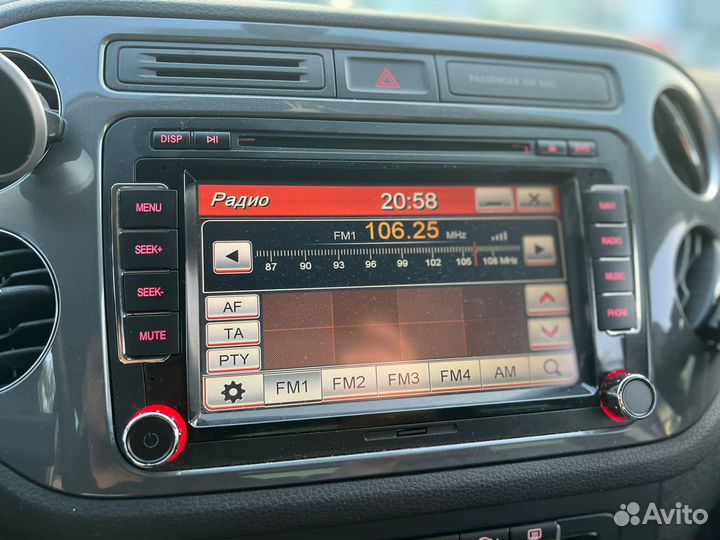 PASSENGER AIR BAG
DISP
MENU
SEEK+
SEEK-
MUTE
Радио 20:58
FM1 106.25 MHz
87 90 93 96 99 102 105 108 MHz
AF
TA
PTY
FM1 FM2 FM3 FM4 AM
NAVI
RADIO
MUSIC
PHONE
Avito